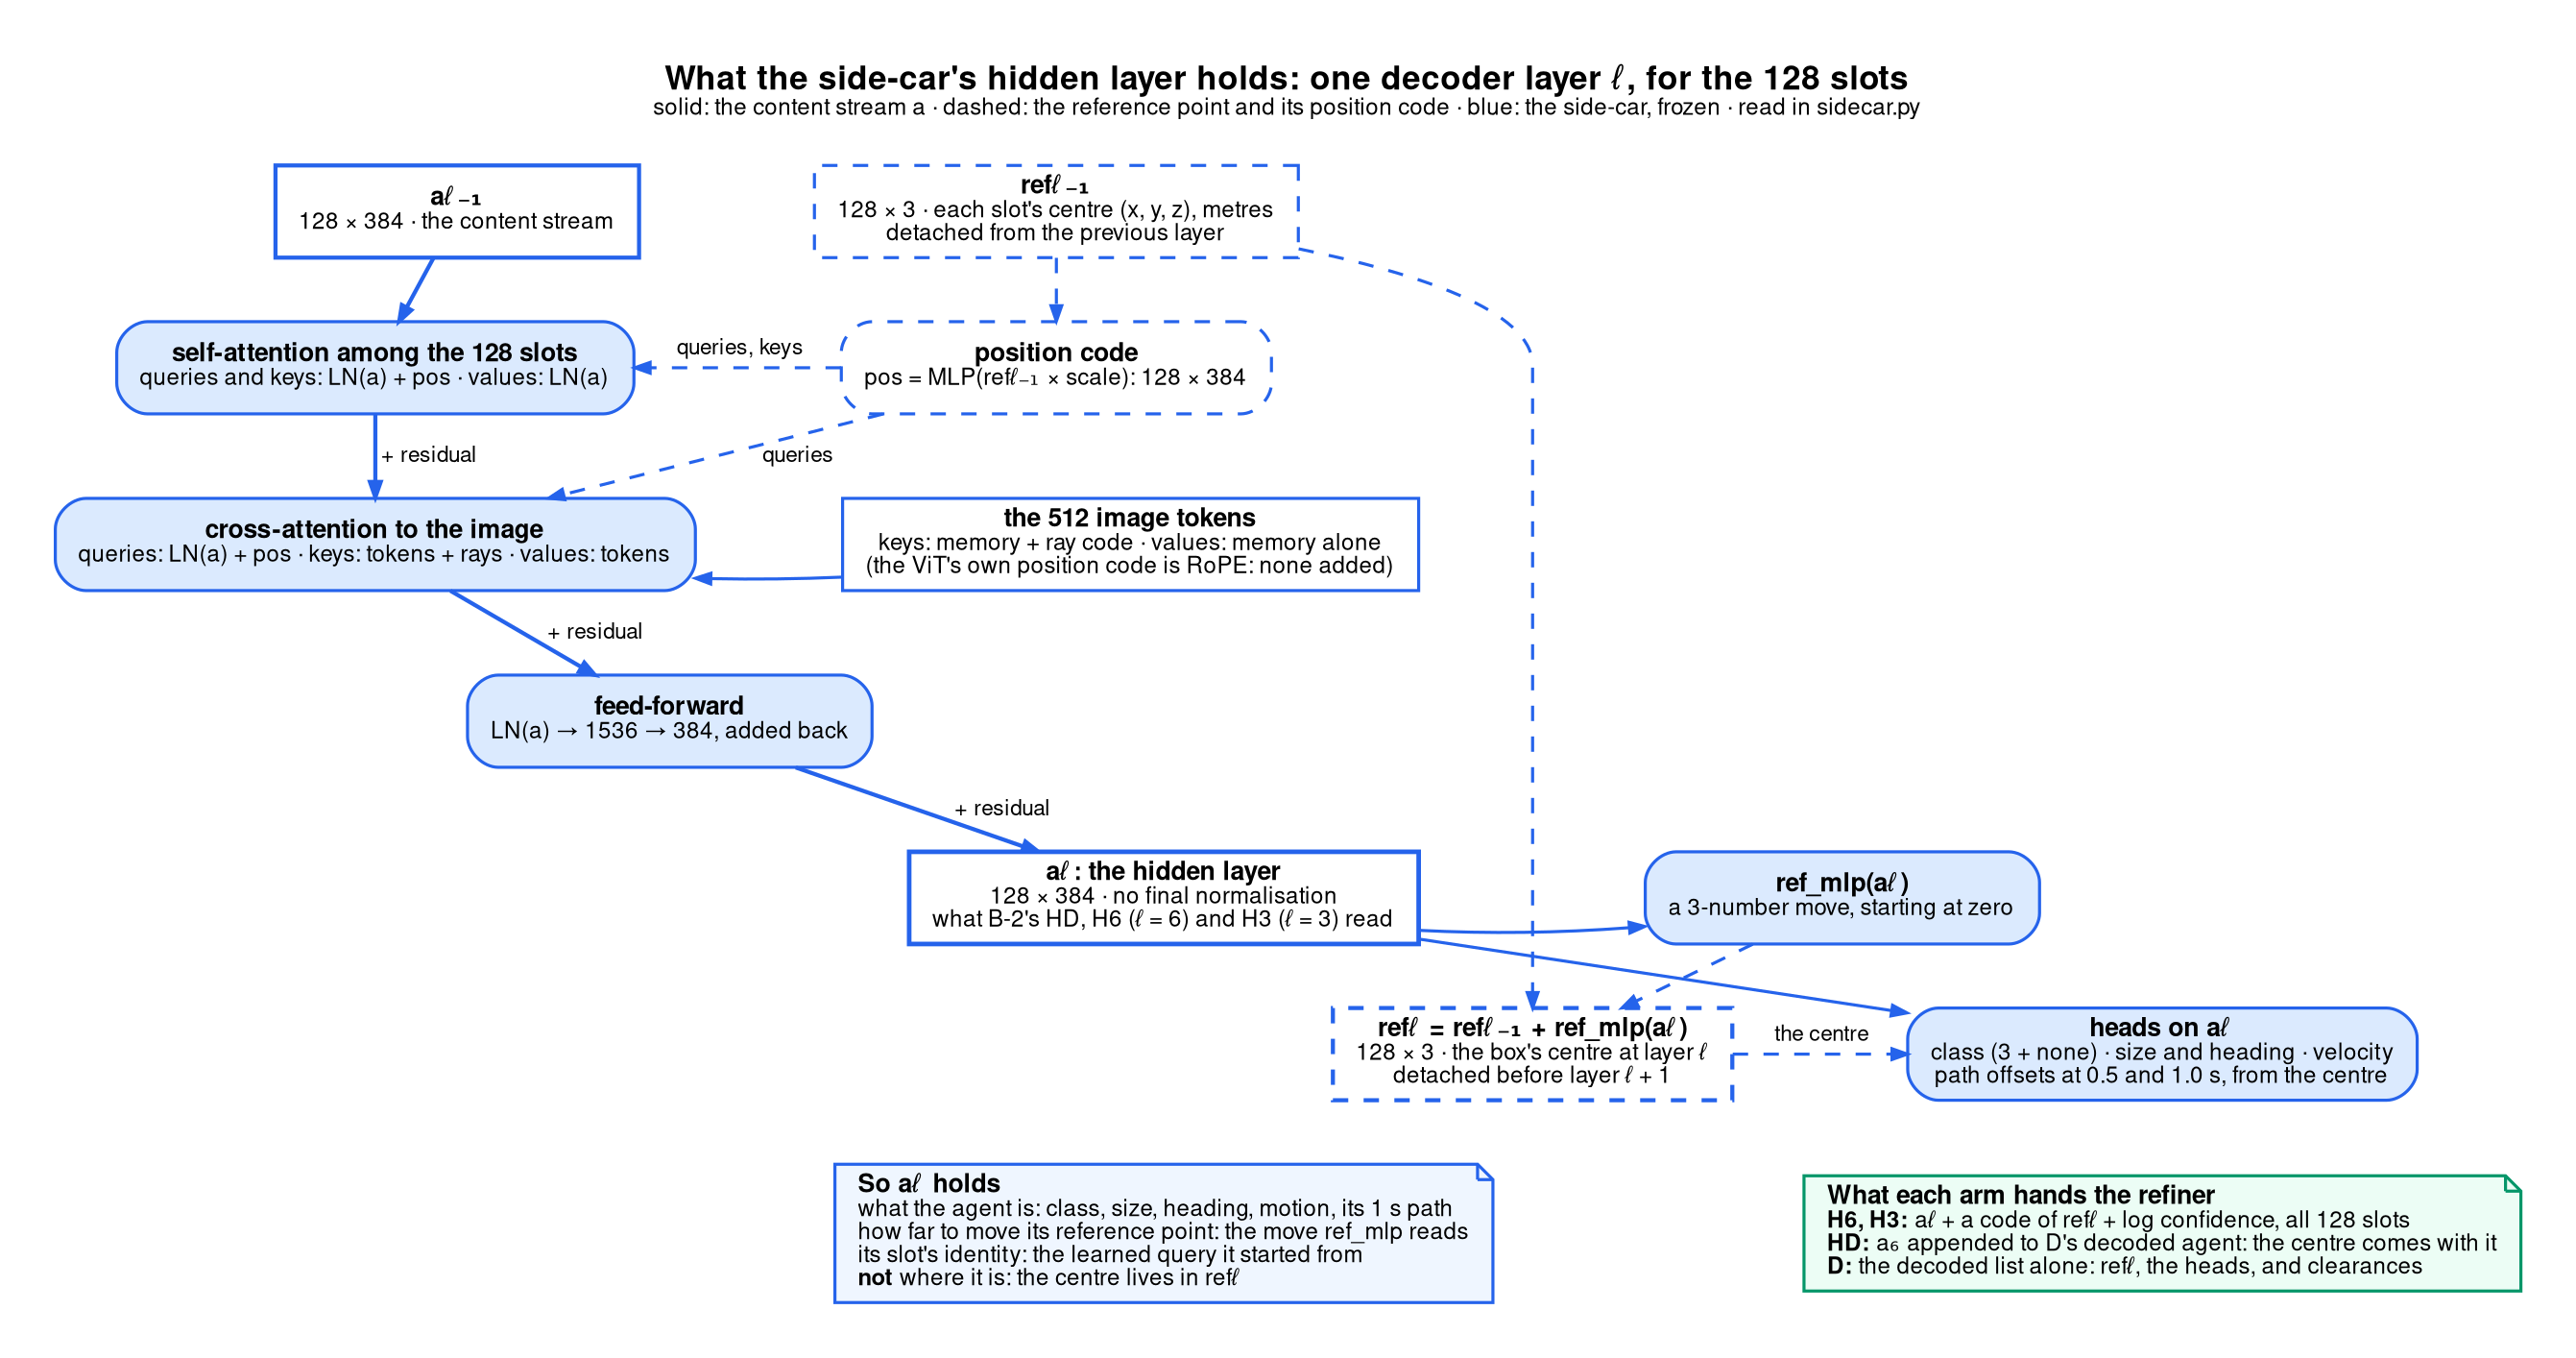 What the side-car's hidden layer holds: one decoder layer ℓ, for the 128 slots
solid: the content stream a · dashed: the reference point and its position code · blue: the side-car, frozen · read in sidecar.py
aℓ₋₁
128 × 384 · the content stream
refℓ₋₁
128 × 3 · each slot's centre (x, y, z), metres
detached from the previous layer
self-attention among the 128 slots
queries and keys: LN(a) + pos · values: LN(a)
queries, keys
position code
pos = MLP(refℓ₋₁ × scale): 128 × 384
+ residual
queries
cross-attention to the image
queries: LN(a) + pos · keys: tokens + rays · values: tokens
the 512 image tokens
keys: memory + ray code · values: memory alone
(the ViT's own position code is RoPE: none added)
+ residual
feed-forward
LN(a) → 1536 → 384, added back
+ residual
aℓ: the hidden layer
128 × 384 · no final normalisation
what B-2's HD, H6 (ℓ = 6) and H3 (ℓ = 3) read
ref_mlp(aℓ)
a 3-number move, starting at zero
refℓ = refℓ₋₁ + ref_mlp(aℓ)
128 × 3 · the box's centre at layer ℓ
detached before layer ℓ + 1
the centre
heads on aℓ
class (3 + none) · size and heading · velocity
path offsets at 0.5 and 1.0 s, from the centre
So aℓ holds
what the agent is: class, size, heading, motion, its 1 s path
how far to move its reference point: the move ref_mlp reads
its slot's identity: the learned query it started from
not where it is: the centre lives in refℓ
What each arm hands the refiner
H6, H3: aℓ + a code of refℓ + log confidence, all 128 slots
HD: a₆ appended to D's decoded agent: the centre comes with it
D: the decoded list alone: refℓ, the heads, and clearances